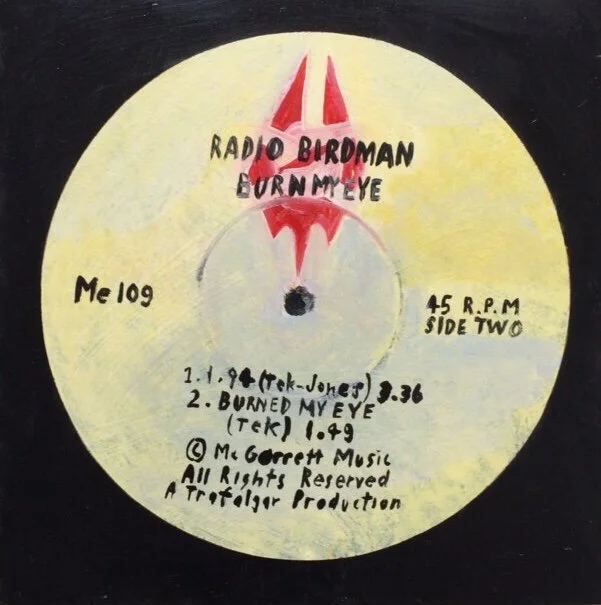 RADIO BIRDMAN
BURN MY EYE
Me 109
45 R.P.M
SIDE TWO
1. 1.94 (Tek-Jones) 3.36
2. BURNED MY EYE
(Tek) 1.49
© McGarrett Music
All Rights Reserved
A Trafalgar Production